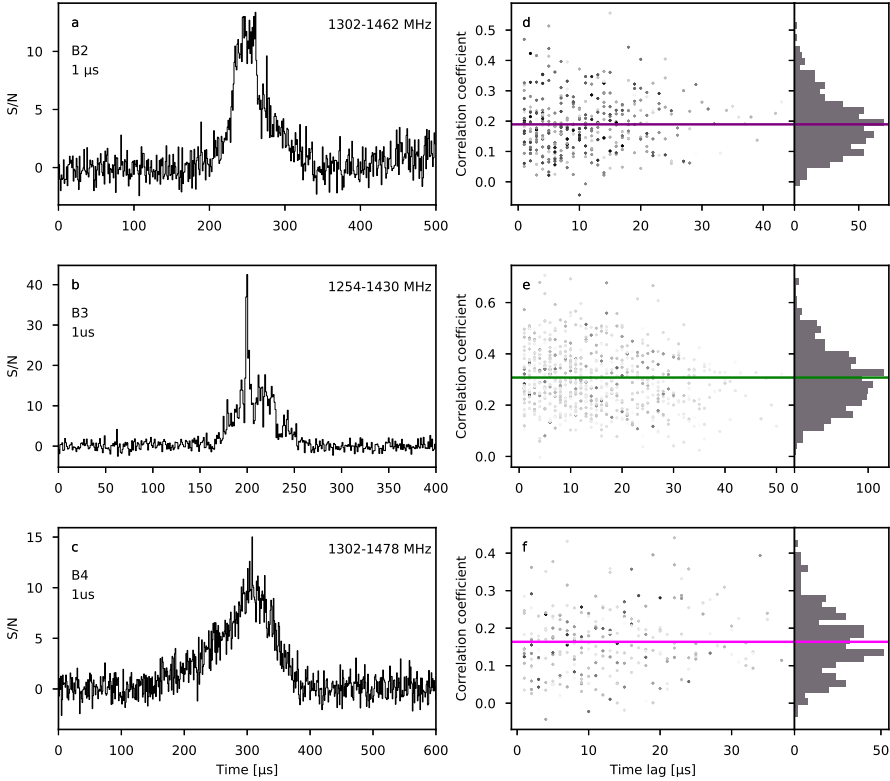 a
1302-1462 MHz
B2
1 μs
S/N
10
5
0
0 100 200 300 400 500
d
Correlation coefficient
0.5
0.4
0.3
0.2
0.1
0.0
0 10 20 30 40
0 50
b
1254-1430 MHz
B3
1us
S/N
40
30
20
10
0
0 50 100 150 200 250 300 350 400
e
Correlation coefficient
0.6
0.4
0.2
0.0
0 10 20 30 40 50
0 100
c
1302-1478 MHz
B4
1us
S/N
15
10
5
0
0 100 200 300 400 500 600
Time [μs]
f
Correlation coefficient
0.4
0.3
0.2
0.1
0.0
0 10 20 30
0 50
Time lag [μs]